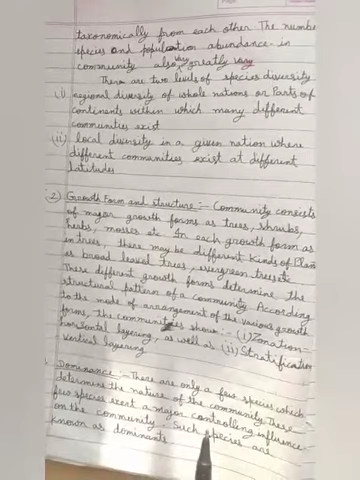 taxonomically from each other. The numbe
species and population abundance in
community also vary greatly vary
There are two levels of species diversity
(i) regional diversity of whole nations or Parts of
continents within which many different
communities exist
(ii) local diversity in a given nation where
different communities exist at different
latitudes.
2) Growth Form and structure :- Community consists
of major growth forms as trees, shrubs,
herbs, mosses etc. In each growth form as
in trees, there may be different kinds of Plan
as broad leaved trees, evergreen trees etc
These different growth forms determine the
structural pattern of a community. According
to the mode of arrangement of the various growth
forms, the communities show :- (i) Zonation-
horizontal layering, as well as (ii) Stratification
Vertical layering
Dominance :- There are only a few species which
determine the nature of the community. These
few species exert a major controlling influence
on the community. Such species are
known as dominants